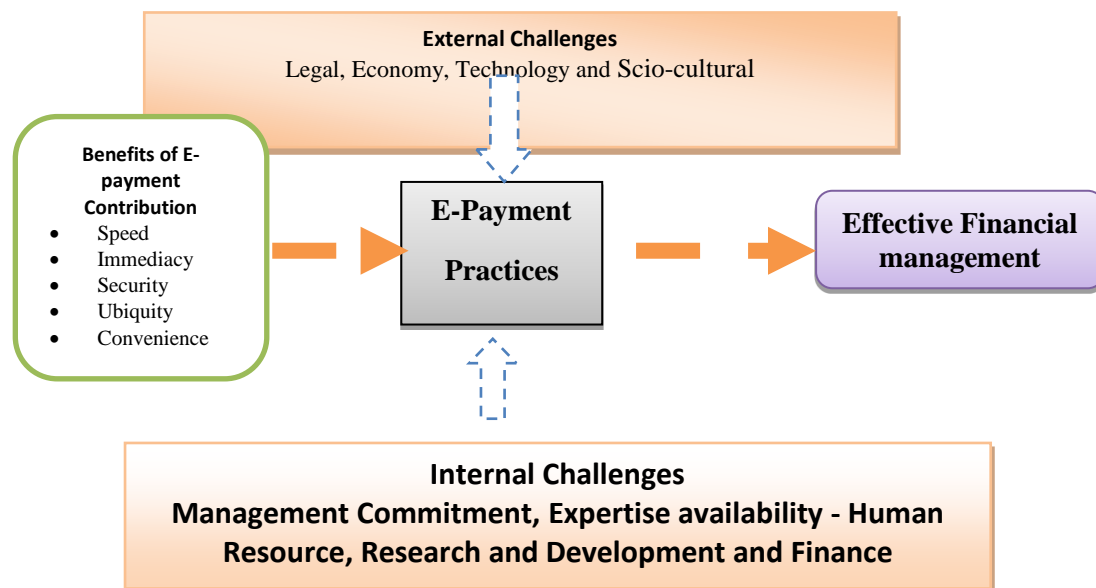 External Challenges
Legal, Economy, Technology and Scio-cultural
Benefits of E-
payment
Contribution
• Speed
• Immediacy
• Security
• Ubiquity
• Convenience
E-Payment
Practices
Effective Financial
management
Internal Challenges
Management Commitment, Expertise availability - Human
Resource, Research and Development and Finance